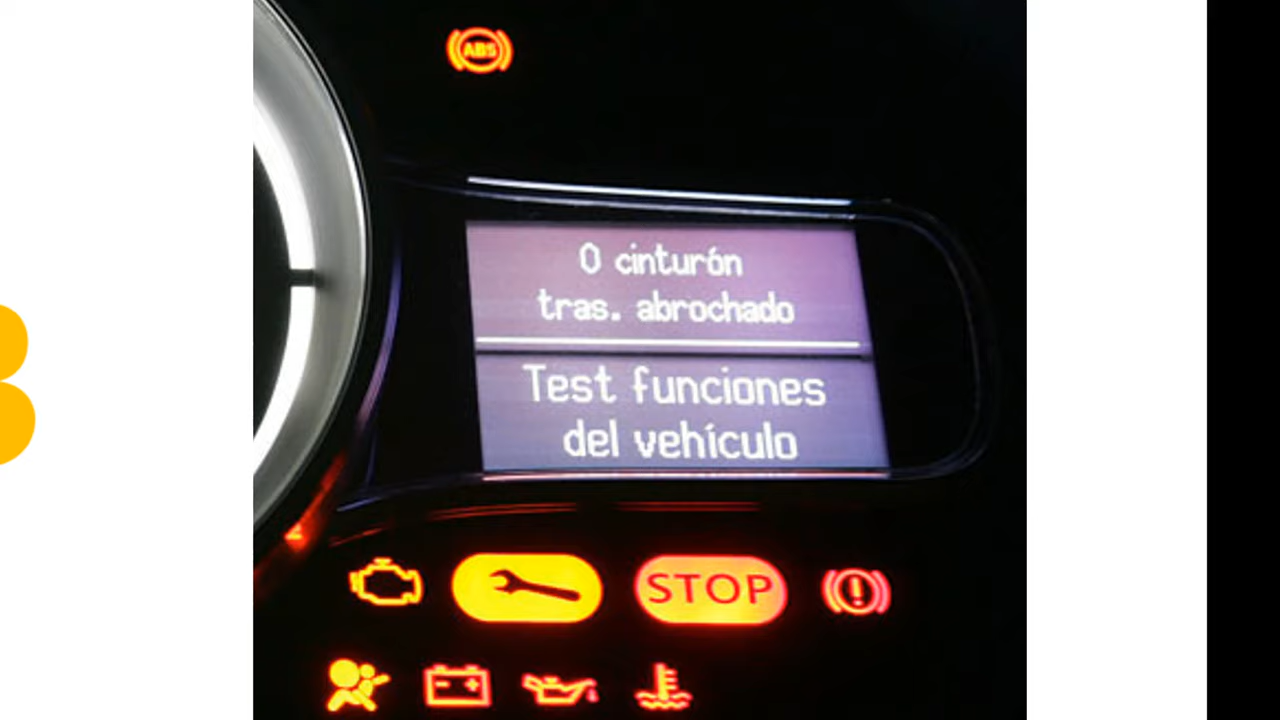 ABS
0 cinturón
tras. abrochado
Test funciones
del vehículo
STOP